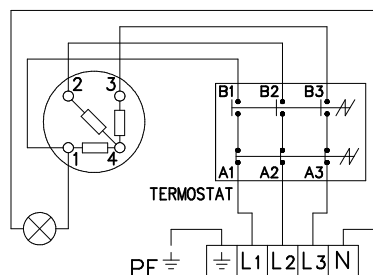 2 3
1 4
B1 B2 B3
A1 A2 A3
TERMOSTAT
PE L1 L2 L3 N